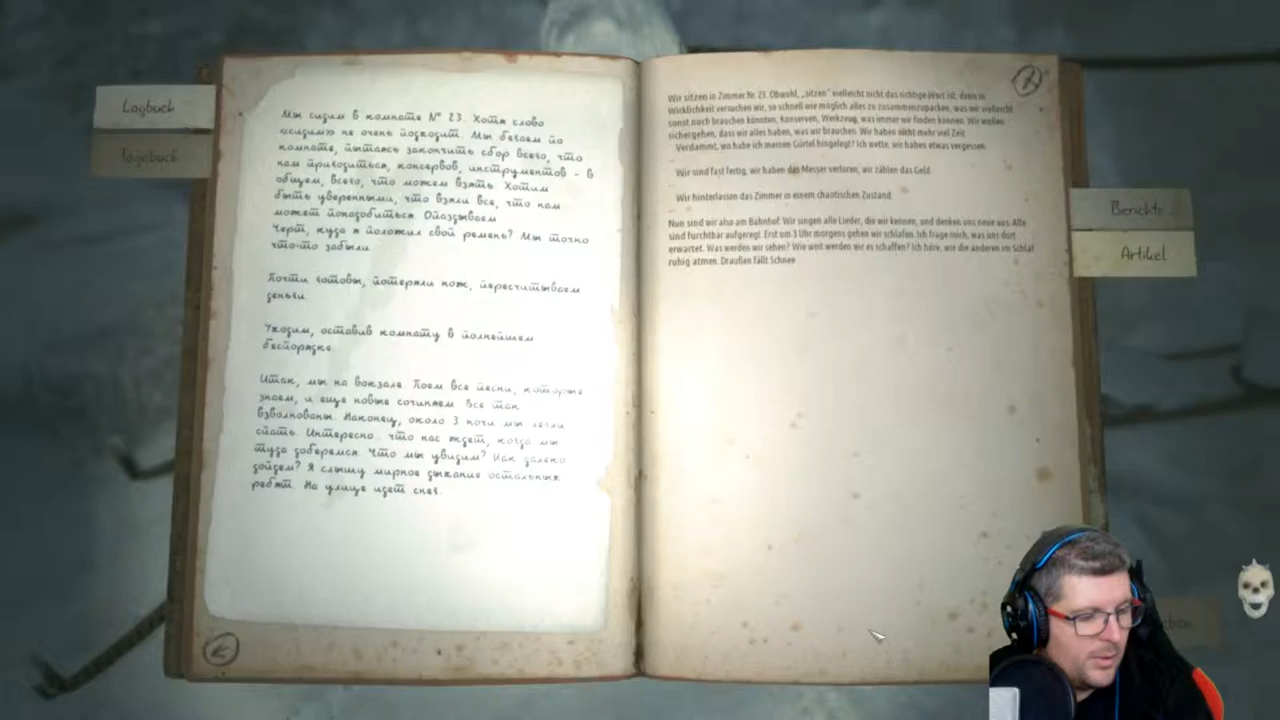 Logbuch
Tagebuch
Мы сидим в комнате № 23. Хотя слово
«сидим» не очень подходит. Мы бегаем по
комнате, пытаясь закончить сбор всего, что
нам пригодиться, консервов, инструментов - в
общем, всего, что можем взять. Хотим
быть уверенными, что взяли все, что нам
может понадобиться. Опаздываем
Черт, куда я положил свой ремень? Мы точно
что-то забыли.
Почти готовы, потеряли нож, пересчитываем
деньги.
Уходим, оставив комнату в полнейшем
беспорядке.
Итак, мы на вокзале. Поем все песни, которые
знаем, и еще новые сочиняем. Все так
взволнованы. Наконец, около 3 ночи мы легли
спать. Интересно, что нас ждет, когда мы
туда доберемся. Что мы увидим? Как далеко
дойдем? Я слышу мирное дыхание остальных
ребят. На улице идет снег.
Wir sitzen in Zimmer Nr. 23. Obwohl, „sitzen" vielleicht nicht das richtige Wort ist, denn in
Wirklichkeit versuchen wir, so schnell wie möglich alles zu zusammenzupacken, was wir vielleicht
sonst noch brauchen könnten, Konserven, Werkzeug, was immer wir finden können. Wir wollen
sichergehen, dass wir alles haben, was wir brauchen. Wir haben nicht mehr viel Zeit.
Verdammt, wo habe ich meinen Gürtel hingelegt? Ich wette, wir haben etwas vergessen.
Wir sind fast fertig, wir haben das Messer verloren, wir zählen das Geld.
Wir hinterlassen das Zimmer in einem chaotischen Zustand.
Nun sind wir also am Bahnhof. Wir singen alle Lieder, die wir kennen, und denken uns neue aus. Alle
sind furchtbar aufgeregt. Erst um 3 Uhr morgens gehen wir schlafen. Ich frage mich, was uns dort
erwartet. Was werden wir sehen? Wie weit werden wir es schaffen? Ich höre, wie die anderen im Schlaf
ruhig atmen. Draußen fällt Schnee.
Berichte
Artikel